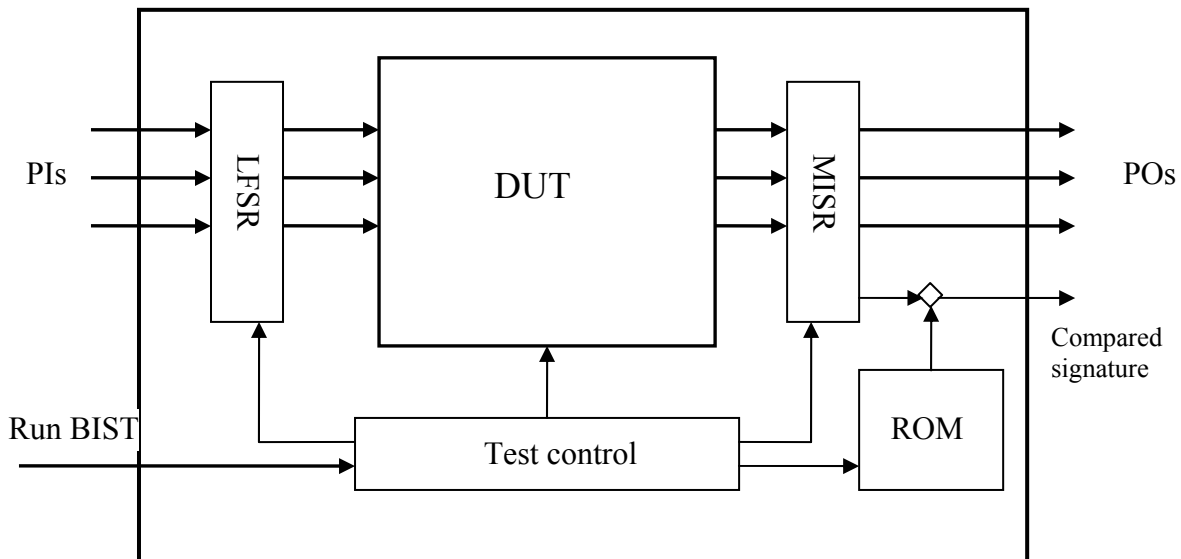 PIs
LFSR
DUT
MISR
POs
Compared
signature
Run BIST
Test control
ROM